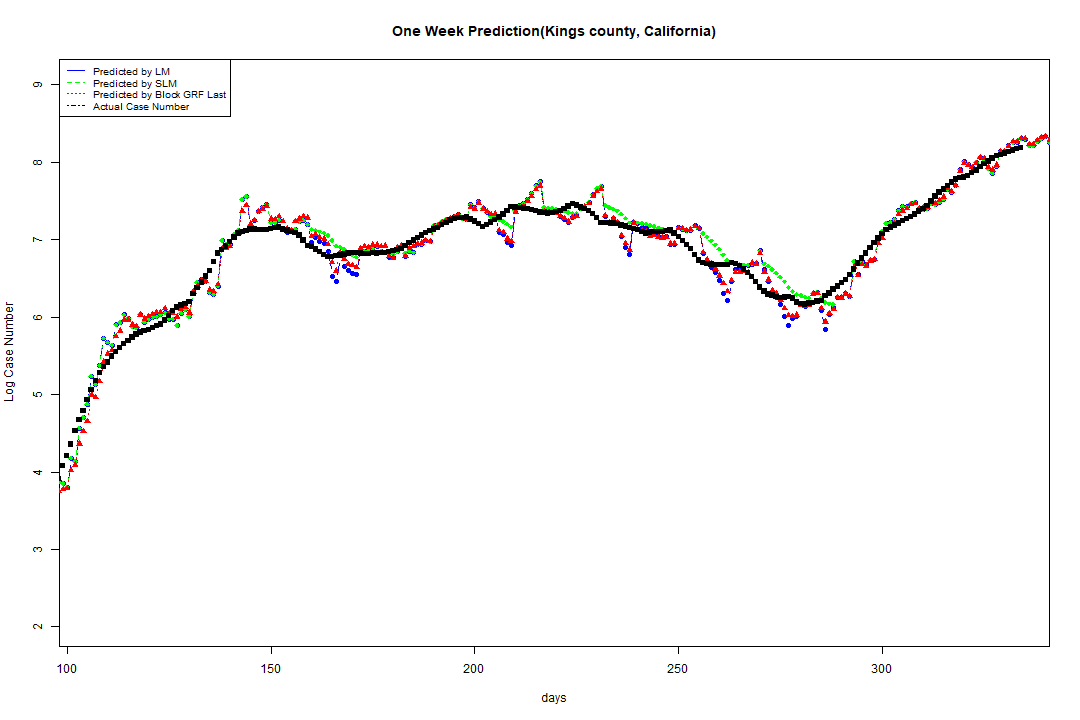 One Week Prediction(Kings county, California)
Predicted by LM
Predicted by SLM
Predicted by Block GRF Last
Actual Case Number
9
8
7
6
5
4
3
2
Log Case Number
100 150 200 250 300
days